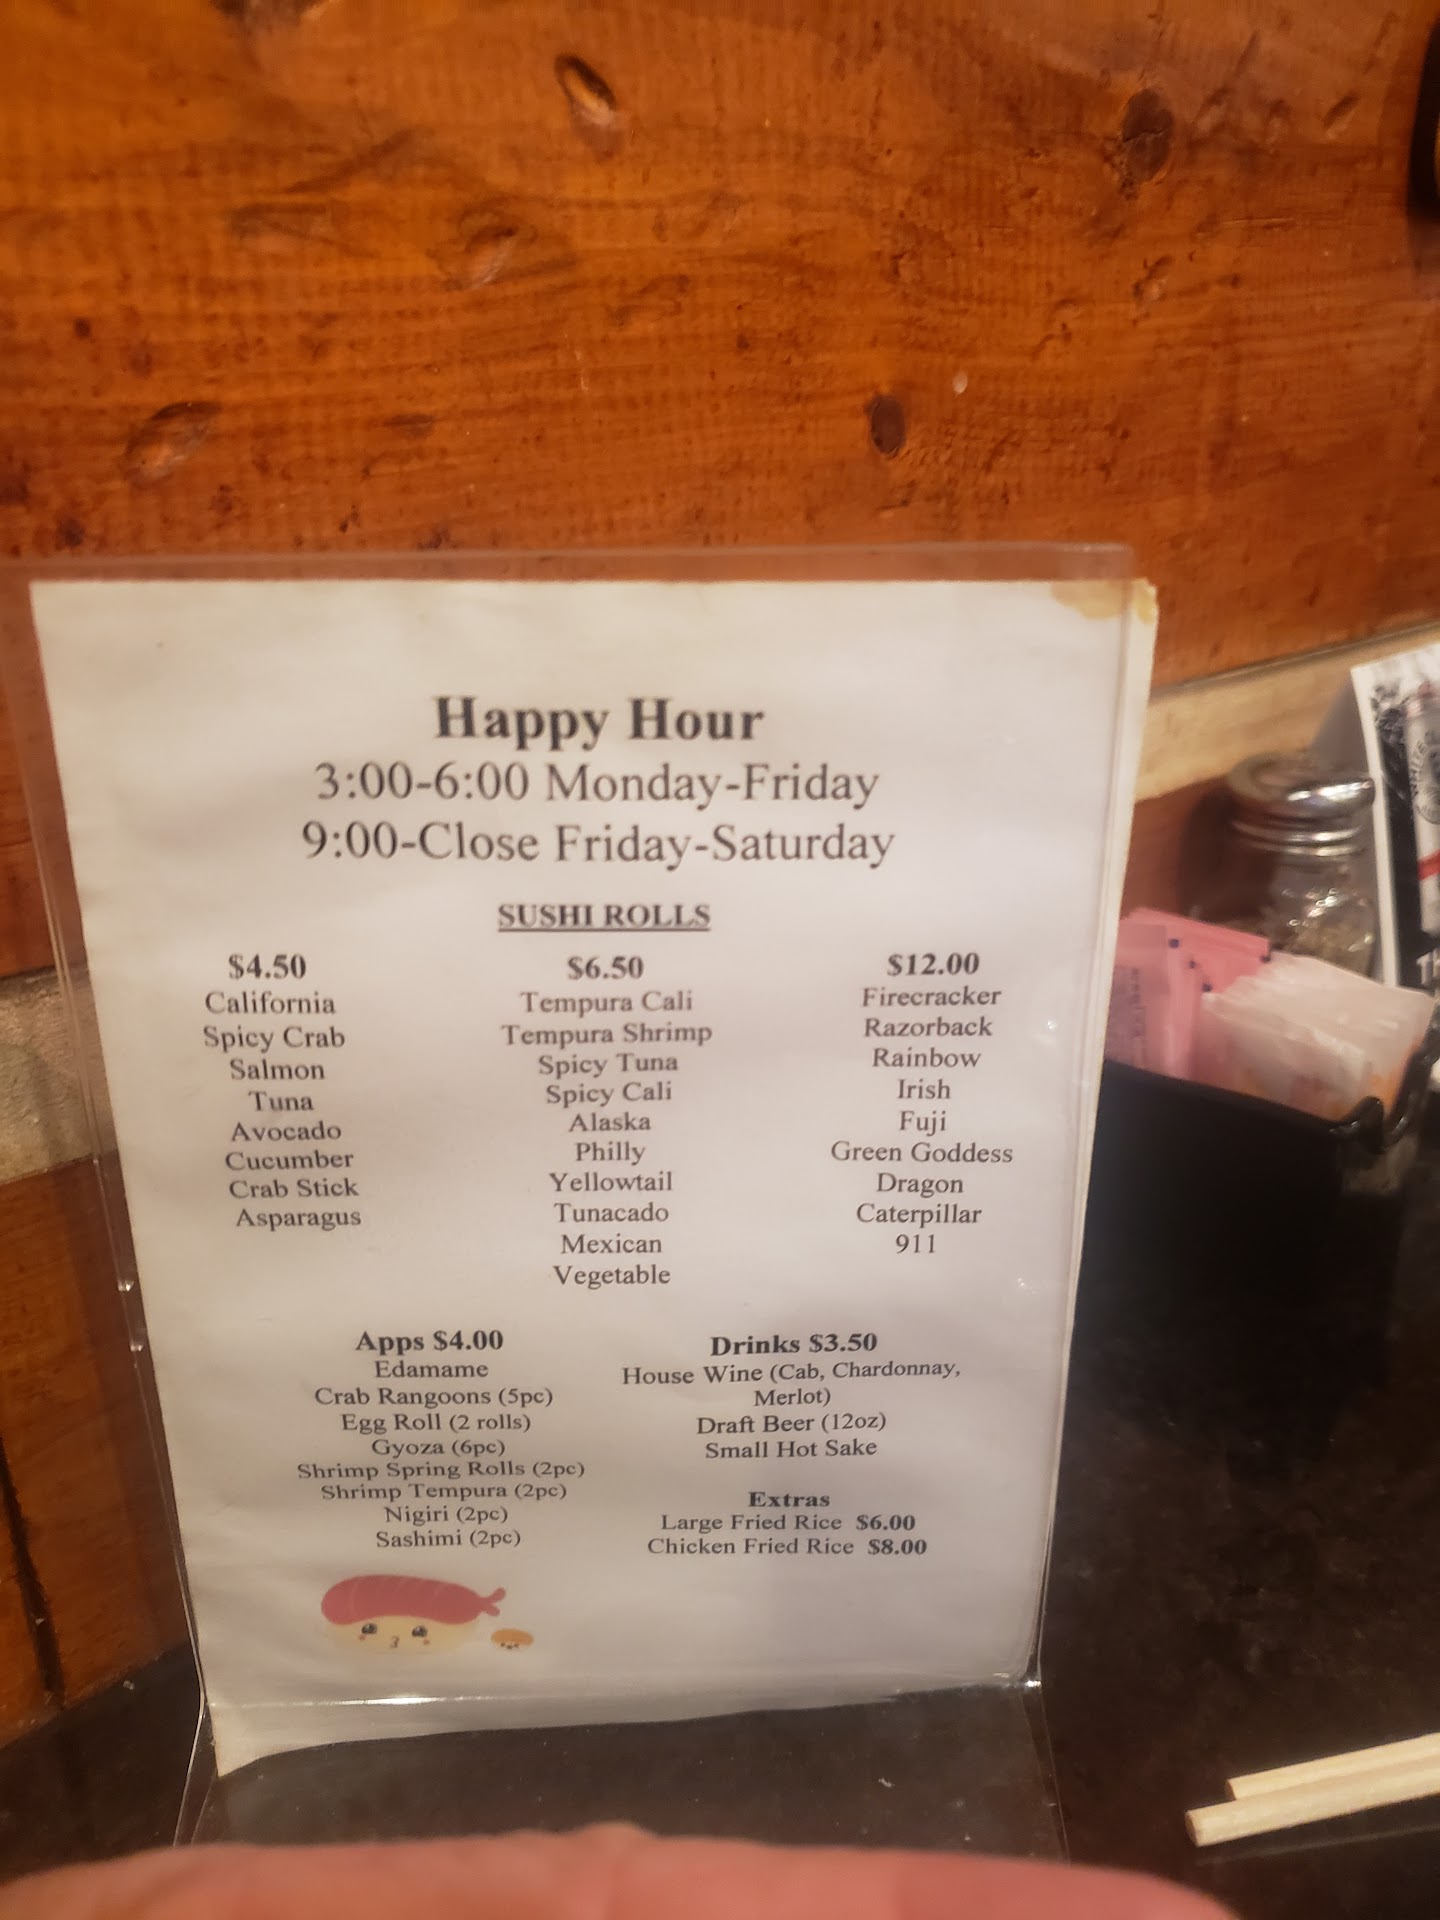 Happy Hour
3:00-6:00 Monday-Friday
9:00-Close Friday-Saturday
SUSHI ROLLS
$4.50
California
Spicy Crab
Salmon
Tuna
Avocado
Cucumber
Crab Stick
Asparagus
$6.50
Tempura Cali
Tempura Shrimp
Spicy Tuna
Spicy Cali
Alaska
Philly
Yellowtail
Tunacado
Mexican
Vegetable
$12.00
Firecracker
Razorback
Rainbow
Irish
Fuji
Green Goddess
Dragon
Caterpillar
911
Apps $4.00
Edamame
Crab Rangoons (5pc)
Egg Roll (2 rolls)
Gyoza (6pc)
Shrimp Spring Rolls (2pc)
Shrimp Tempura (2pc)
Nigiri (2pc)
Sashimi (2pc)
Drinks $3.50
House Wine (Cab, Chardonnay,
Merlot)
Draft Beer (12oz)
Small Hot Sake
Extras
Large Fried Rice $6.00
Chicken Fried Rice $8.00